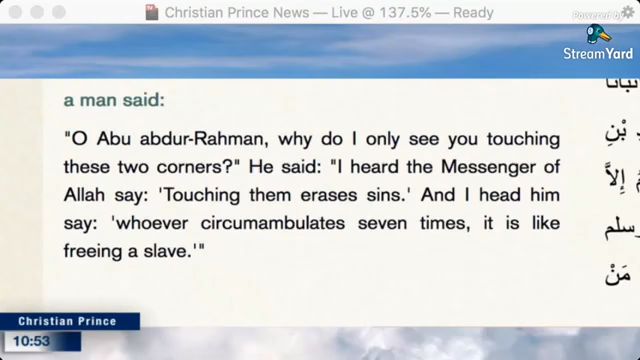 Christian Prince News — Live @ 137.5% — Ready
Powered by
StreamYard
a man said:
"O Abu abdur-Rahman, why do I only see you touching
these two corners?" He said: "I heard the Messenger of
Allah say: 'Touching them erases sins.' And I head him
say: 'whoever circumambulates seven times, it is like
freeing a slave.'"
بْنِ
إِلاَّ
وسلم
مَنْ
Christian Prince
10:53